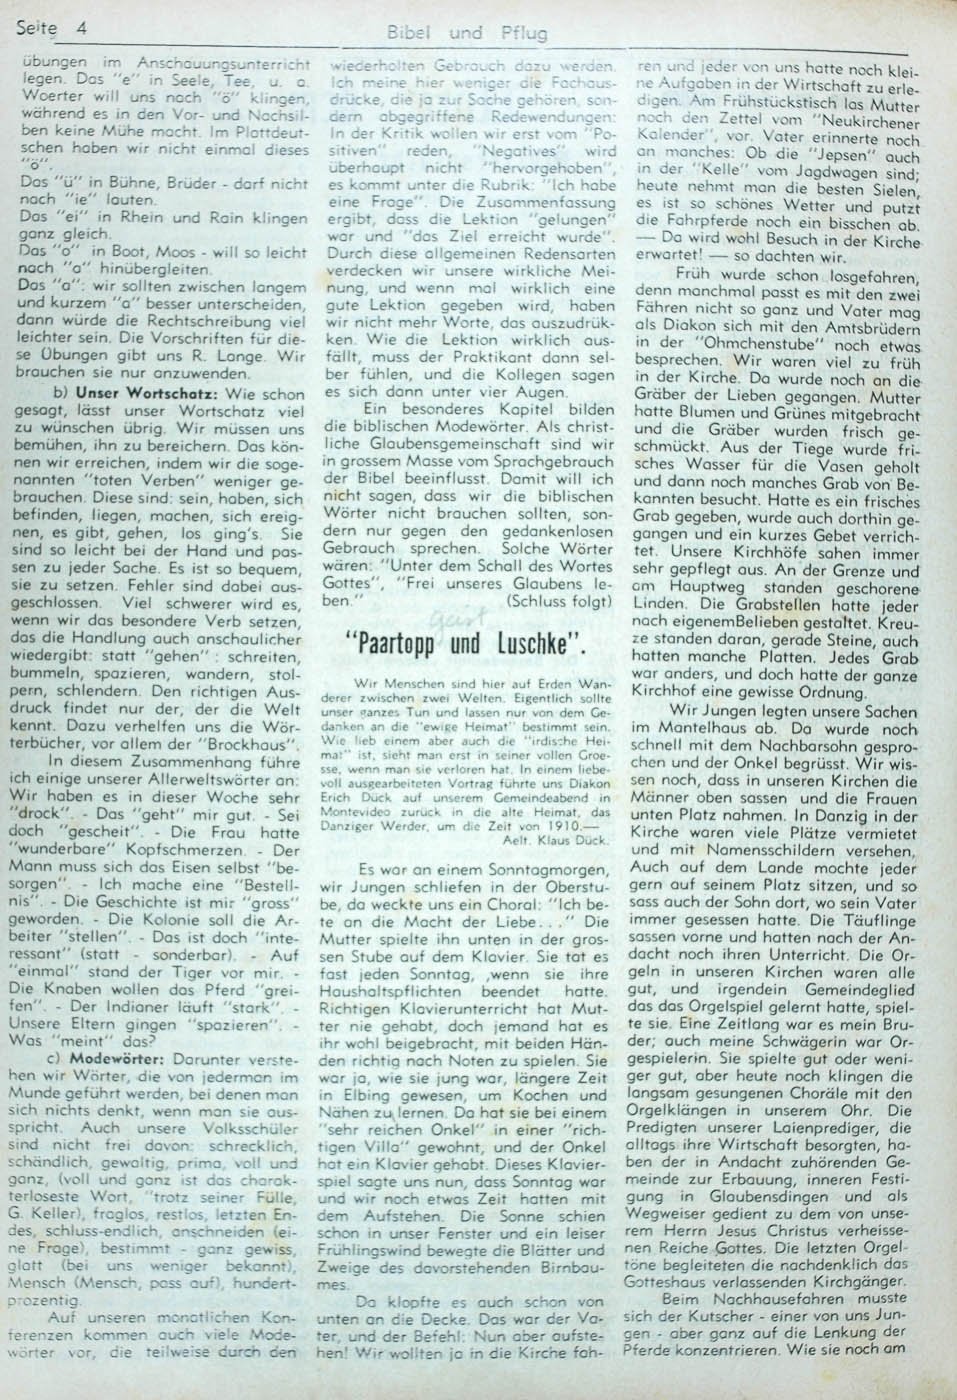 Seite 4
Bibel und Pflug
übungen im Anschauungsunterricht
legen. Das "e" in Seele, Tee, u. a.
Woerter will uns nach "ö" klingen,
während es in den Vor- und Nachsil-
ben keine Mühe macht. Im Plattdeut-
schen haben wir nicht einmal dieses
"ö".
Das "ü" in Bühne, Brüder - darf nicht
nach "ie" lauten.
Das "ei" in Rhein und Rain klingen
ganz gleich.
Das "o" in Boot, Moos - will so leicht
nach "a" hinübergleiten.
Das "a": wir sollten zwischen langem
und kurzem "a" besser unterscheiden,
dann würde die Rechtschreibung viel
leichter sein. Die Vorschriften für die-
se Übungen gibt uns R. Lange. Wir
brauchen sie nur anzuwenden.
b) Unser Wortschatz: Wie schon
gesagt, lässt unser Wortschatz viel
zu wünschen übrig. Wir müssen uns
bemühen, ihn zu bereichern. Das kön-
nen wir erreichen, indem wir die soge-
nannten "toten Verben" weniger ge-
brauchen. Diese sind: sein, haben, sich
befinden, liegen, machen, sich ereig-
nen, es gibt, gehen, los ging's. Sie
sind so leicht bei der Hand und pas-
sen zu jeder Sache. Es ist so bequem,
sie zu setzen. Fehler sind dabei aus-
geschlossen. Viel schwerer wird es,
wenn wir das besondere Verb setzen,
das die Handlung auch anschaulicher
wiedergibt: statt "gehen" : schreiten,
bummeln, spazieren, wandern, stol-
pern, schlendern. Den richtigen Aus-
druck findet nur der, der die Welt
kennt. Dazu verhelfen uns die Wör-
terbücher, vor allem der "Brockhaus".
In diesem Zusammenhang führe
ich einige unserer Allerweltswörter an:
Wir haben es in dieser Woche sehr
"drock". - Das "geht" mir gut. - Sei
doch "gescheit". - Die Frau hatte
"wunderbare" Kopfschmerzen. - Der
Mann muss sich das Eisen selbst "be-
sorgen". - Ich mache eine "Bestell-
nis". - Die Geschichte ist mir "gross"
geworden. - Die Kolonie soll die Ar-
beiter "stellen". - Das ist doch "inte-
ressant" (statt - sonderbar). - Auf
"einmal" stand der Tiger vor mir. -
Die Knaben wollen das Pferd "grei-
fen". - Der Indianer läuft "stark". -
Unsere Eltern gingen "spazieren". -
Was "meint" das?
c) Modewörter: Darunter verste-
hen wir Wörter, die von jederman im
Munde geführt werden, bei denen man
sich nichts denkt, wenn man sie aus-
spricht. Auch unsere Volksschüler
sind nicht frei davon: schrecklich,
schändlich, gewaltig, prima, voll und
ganz, (voll und ganz ist das charak-
terloseste Wort, "trotz seiner Fülle,
G. Keller), fraglos, restlos, letzten En-
des, schluss-endlich, anschneiden (ei-
ne Frage), bestimmt - ganz gewiss,
glatt (bei uns weniger bekannt),
Mensch (Mensch, pass auf), hundert-
prozentig.
Auf unseren monatlichen Kon-
ferenzen kommen auch viele Mode-
wörter vor, die teilweise durch den
wiederholten Gebrauch dazu werden.
Ich meine hier weniger die Fachaus-
drücke, die ja zur Sache gehören, son-
dern abgegriffene Redewendungen:
In der Kritik wollen wir erst vom "Po-
sitiven" reden, "Negatives" wird
überhaupt nicht "hervorgehoben",
es kommt unter die Rubrik: "Ich habe
eine Frage". Die Zusammenfassung
ergibt, dass die Lektion "gelungen"
war und "das Ziel erreicht wurde".
Durch diese allgemeinen Redensarten
verdecken wir unsere wirkliche Mei-
nung, und wenn mal wirklich eine
gute Lektion gegeben wird, haben
wir nicht mehr Worte, das auszudrük-
ken. Wie die Lektion wirklich aus-
fällt, muss der Praktikant dann sel-
ber fühlen, und die Kollegen sagen
es sich dann unter vier Augen.
Ein besonderes Kapitel bilden
die biblischen Modewörter. Als christ-
liche Glaubensgemeinschaft sind wir
in grossem Masse vom Sprachgebrauch
der Bibel beeinflusst. Damit will ich
nicht sagen, dass wir die biblischen
Wörter nicht brauchen sollten, son-
dern nur gegen den gedankenlosen
Gebrauch sprechen. Solche Wörter
wären: "Unter dem Schall des Wortes
Gottes", "Frei unseres Glaubens le-
ben." (Schluss folgt)
"Paartopp und Luschke".
Wir Menschen sind hier auf Erden Wan-
derer zwischen zwei Welten. Eigentlich sollte
unser ganzes Tun und lassen nur von dem Ge-
danken an die "ewige Heimat" bestimmt sein.
Wie lieb einem aber auch die "irdische Hei-
mat" ist, sieht man erst in seiner vollen Groe-
sse, wenn man sie verloren hat. In einem liebe-
voll ausgearbeiteten Vortrag führte uns Diakon
Erich Dück auf unserem Gemeindeabend in
Montevideo zurück in die alte Heimat, das
Danziger Werder, um die Zeit von 1910.—
Aelt. Klaus Dück.
Es war an einem Sonntagmorgen,
wir Jungen schliefen in der Oberstu-
be, da weckte uns ein Choral: "Ich be-
te an die Macht der Liebe. . ." Die
Mutter spielte ihn unten in der gros-
sen Stube auf dem Klavier. Sie tat es
fast jeden Sonntag, ,wenn sie ihre
Haushaltspflichten beendet hatte.
Richtigen Klavierunterricht hat Mut-
ter nie gehabt, doch jemand hat es
ihr wohl beigebracht, mit beiden Hän-
den richtig nach Noten zu spielen. Sie
war ja, wie sie jung war, längere Zeit
in Elbing gewesen, um Kochen und
Nähen zu lernen. Da hat sie bei einem
"sehr reichen Onkel" in einer "rich-
tigen Villa" gewohnt, und der Onkel
hat ein Klavier gehabt. Dieses Klavier-
spiel sagte uns nun, dass Sonntag war
und wir noch etwas Zeit hatten mit
dem Aufstehen. Die Sonne schien
schon in unser Fenster und ein leiser
Frühlingswind bewegte die Blätter und
Zweige des davorstehenden Birnbau-
mes.
Da klopfte es auch schon von
unten an die Decke. Das war der Va-
ter, und der Befehl: Nun aber aufste-
hen! Wir wollten ja in die Kirche fah-
ren und jeder von uns hatte noch klei-
ne Aufgaben in der Wirtschaft zu erle-
digen. Am Frühstückstisch las Mutter
noch den Zettel vom "Neukirchener
Kalender", vor. Vater erinnerte noch
an manches: Ob die "Jepsen" auch
in der "Kelle" vom Jagdwagen sind;
heute nehmt man die besten Sielen,
es ist so schönes Wetter und putzt
die Fahrpferde noch ein bisschen ab.
— Da wird wohl Besuch in der Kirche
erwartet! — so dachten wir.
Früh wurde schon losgefahren,
denn manchmal passt es mit den zwei
Fähren nicht so ganz und Vater mag
als Diakon sich mit den Amtsbrüdern
in der "Ohmchenstube" noch etwas
besprechen. Wir waren viel zu früh
in der Kirche. Da wurde noch an die
Gräber der Lieben gegangen. Mutter
hatte Blumen und Grünes mitgebracht
und die Gräber wurden frisch ge-
schmückt. Aus der Tiege wurde fri-
sches Wasser für die Vasen geholt
und dann noch manches Grab von Be-
kannten besucht. Hatte es ein frisches
Grab gegeben, wurde auch dorthin ge-
gangen und ein kurzes Gebet verrich-
tet. Unsere Kirchhöfe sahen immer
sehr gepflegt aus. An der Grenze und
am Hauptweg standen geschorene
Linden. Die Grabstellen hatte jeder
nach eigenemBelieben gestaltet. Kreu-
ze standen daran, gerade Steine, auch
hatten manche Platten. Jedes Grab
war anders, und doch hatte der ganze
Kirchhof eine gewisse Ordnung.
Wir Jungen legten unsere Sachen
im Mantelhaus ab. Da wurde noch
schnell mit dem Nachbarsohn gespro-
chen und der Onkel begrüsst. Wir wis-
sen noch, dass in unseren Kirchen die
Männer oben sassen und die Frauen
unten Platz nahmen. In Danzig in der
Kirche waren viele Plätze vermietet
und mit Namensschildern versehen,
Auch auf dem Lande mochte jeder
gern auf seinem Platz sitzen, und so
sass auch der Sohn dort, wo sein Vater
immer gesessen hatte. Die Täuflinge
sassen vorne und hatten nach der An-
dacht noch ihren Unterricht. Die Or-
geln in unseren Kirchen waren alle
gut, und irgendein Gemeindeglied
das das Orgelspiel gelernt hatte, spiel-
te sie. Eine Zeitlang war es mein Bru-
der; auch meine Schwägerin war Or-
gespielerin. Sie spielte gut oder weni-
ger gut, aber heute noch klingen die
langsam gesungenen Choräle mit den
Orgelklängen in unserem Ohr. Die
Predigten unserer Laienprediger, die
alltags ihre Wirtschaft besorgten, ha-
ben der in Andacht zuhörenden Ge-
meinde zur Erbauung, inneren Festi-
gung in Glaubensdingen und als
Wegweiser gedient zu dem von unse-
rem Herrn Jesus Christus verheisse-
nen Reiche Gottes. Die letzten Orgel-
töne begleiteten die nachdenklich das
Gotteshaus verlassenden Kirchgänger.
Beim Nachhausefahren musste
sich der Kutscher - einer von uns Jun-
gen - aber ganz auf die Lenkung der
Pferde konzentrieren. Wie sie noch am